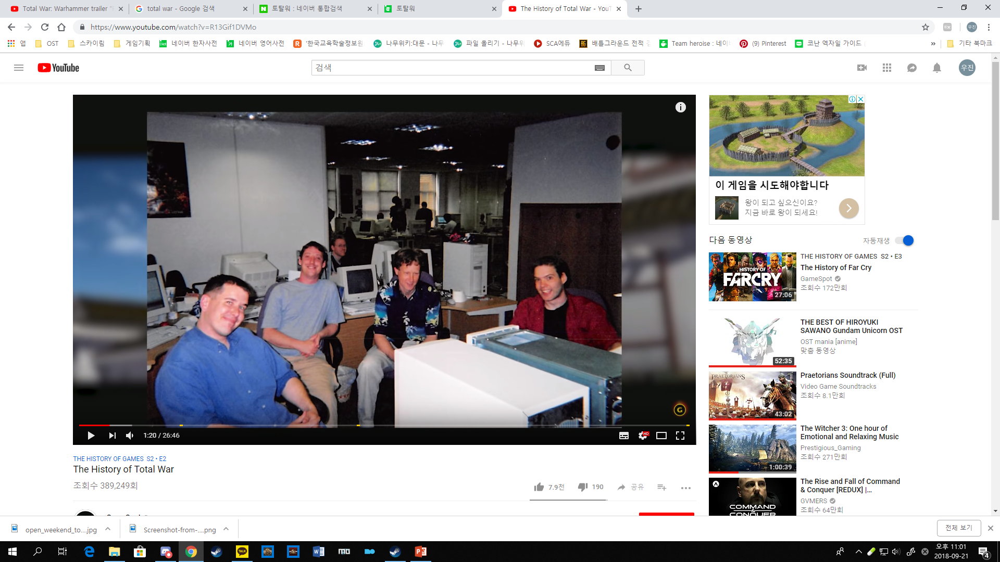 Total War: Warhammer trailer "
total war - Google 검색
토탈워 : 네이버 통합검색
토탈워
The History of Total War - YouT
https://www.youtube.com/watch?v=R13Gif1DVMo
앱
OST
스카이림
게임기획
네이버 한자사전
네이버 영어사전
'한국교육학술정보원
나무위키:대문 - 나무
파일 올리기 - 나무위
SCA에듀
배틀그라운드 전적 
Team heroise : 네이
(9) Pinterest
코난 엑자일 가이드
»
기타 북마크
YouTube
검색
우진
이 게임을 시도해야합니다
왕이 되고 싶으신이요?
지금 바로 왕이 되세요!
다음 동영상
자동재생
HISTORY OF
FARCRY
27:06
THE HISTORY OF GAMES S2 • E3
The History of Far Cry
GameSpot
조회수 172만회
52:35
THE BEST OF HIROYUKI
SAWANO Gundam Unicorn OST
OST mania [anime]
맞춤 동영상
PRAETORIANS
43:02
Praetorians Soundtrack (Full)
Video Game Soundtracks
조회수 8.1만회
1:00:39
The Witcher 3: One hour of
Emotional and Relaxing Music
Prestigious_Gaming
조회수 271만회
COMMAND
& CONQUER
The Rise and Fall of Command
& Conquer [REDUX] |...
GVMERS
조회수 64만회
G
1:20 / 26:46
HD
THE HISTORY OF GAMES S2 • E2
The History of Total War
조회수 389,249회
7.9천
190
공유
open_weekend_to....jpg
Screenshot-from-....png
전체 보기
TALK
오후 11:01
2018-09-21
4